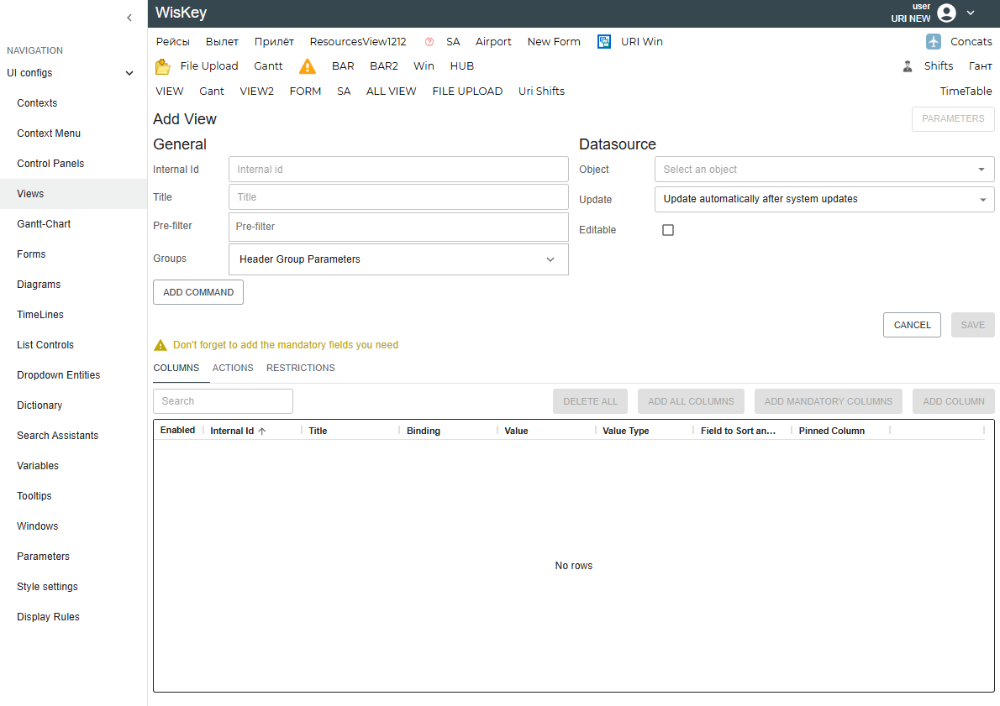 WisKey
user
URI NEW
NAVIGATION
UI configs
Contexts
Context Menu
Control Panels
Views
Gantt-Chart
Forms
Diagrams
TimeLines
List Controls
Dropdown Entities
Dictionary
Search Assistants
Variables
Tooltips
Windows
Parameters
Style settings
Display Rules
Рейсы Вылет Прилёт ResourcesView1212 SA Airport New Form URI Win Concats
File Upload Gantt BAR BAR2 Win HUB Shifts Гант
VIEW Gant VIEW2 FORM SA ALL VIEW FILE UPLOAD Uri Shifts TimeTable
Add View PARAMETERS
General
Internal Id Internal id
Title Title
Pre-filter Pre-filter
Groups Header Group Parameters
ADD COMMAND
Datasource
Object Select an object
Update Update automatically after system updates
Editable
CANCEL SAVE
Don't forget to add the mandatory fields you need
COLUMNS ACTIONS RESTRICTIONS
Search DELETE ALL ADD ALL COLUMNS ADD MANDATORY COLUMNS ADD COLUMN
Enabled Internal Id Title Binding Value Value Type Field to Sort an... Pinned Column
No rows